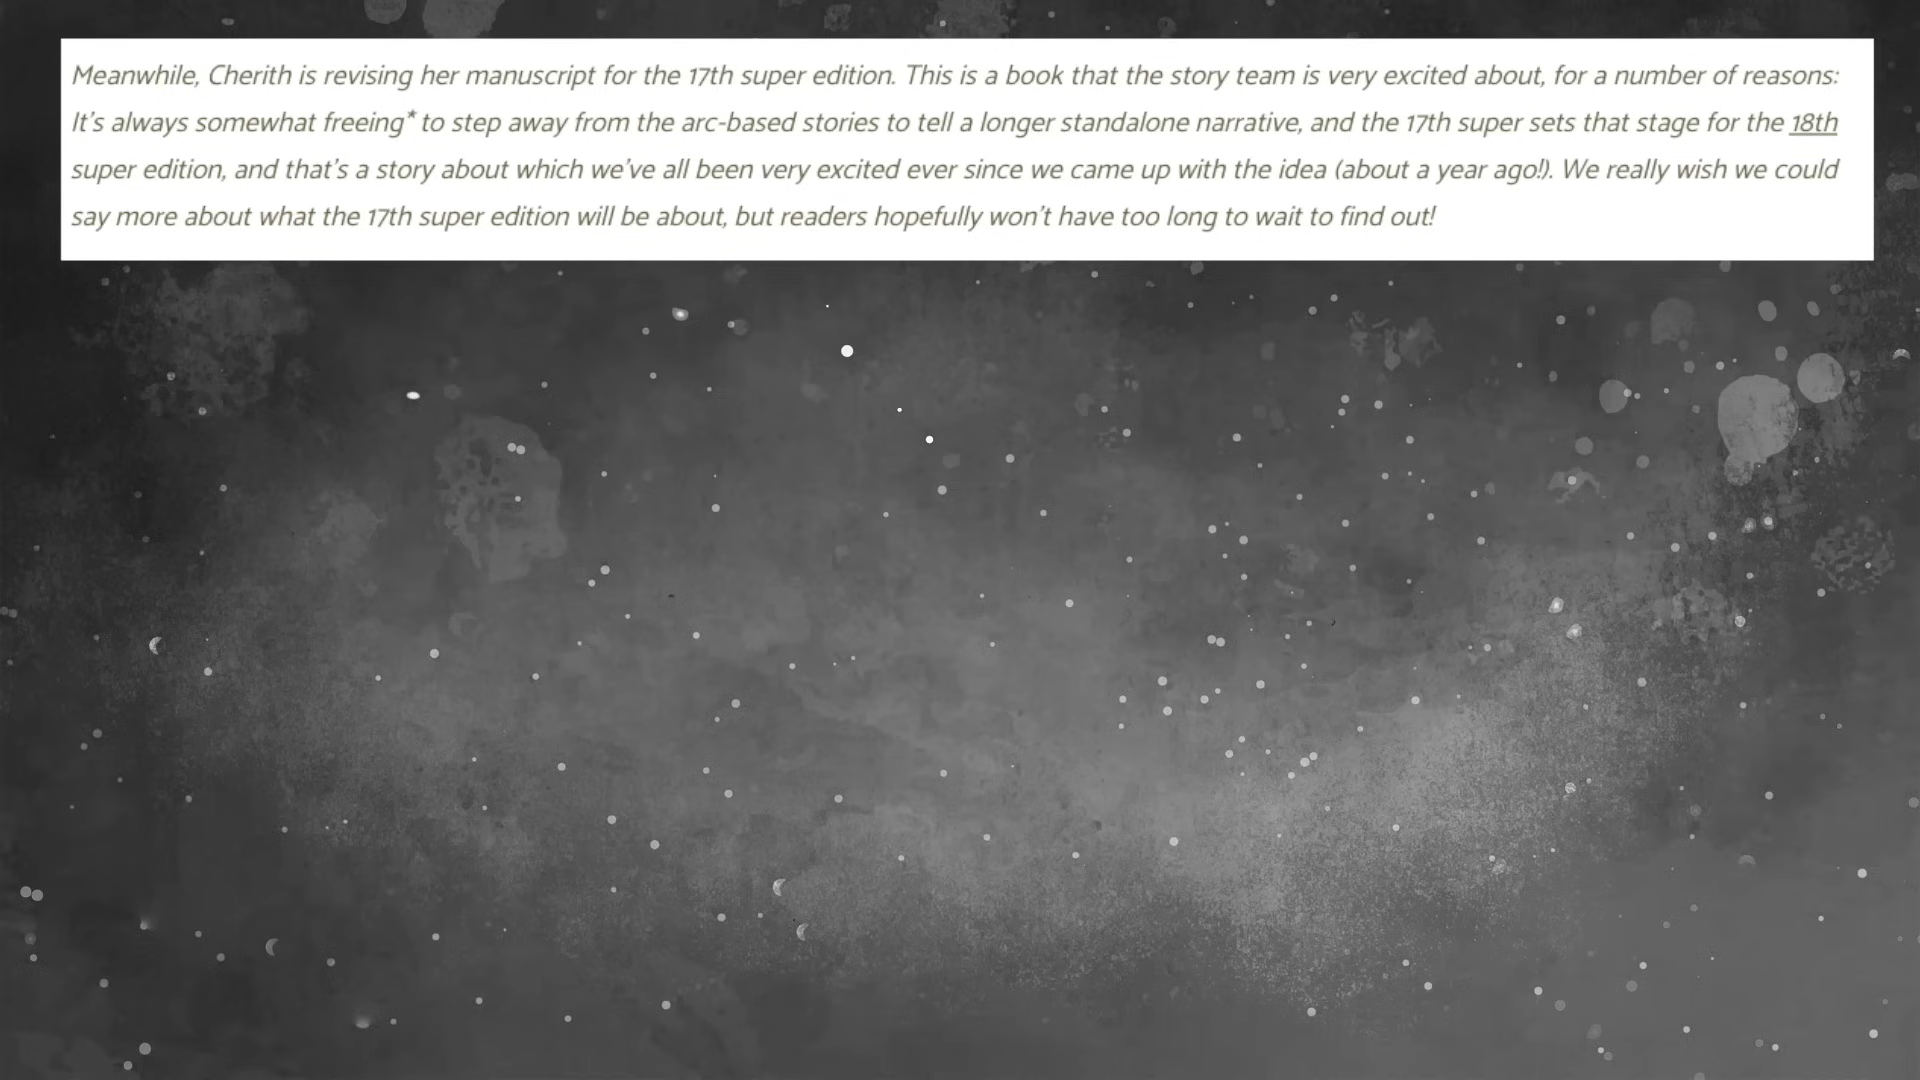 Meanwhile, Cherith is revising her manuscript for the 17th super edition. This is a book that the story team is very excited about, for a number of reasons:
It's always somewhat freeing* to step away from the arc-based stories to tell a longer standalone narrative, and the 17th super sets that stage for the 18th
super edition, and that's a story about which we've all been very excited ever since we came up with the idea (about a year ago!). We really wish we could
say more about what the 17th super edition will be about, but readers hopefully won't have too long to wait to find out!